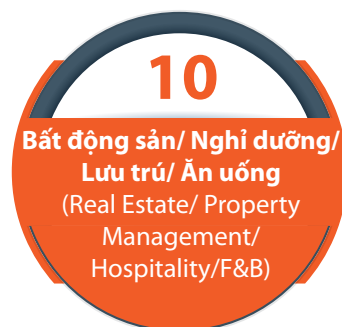 10
Bất động sản/ Nghỉ dưỡng/
Lưu trú/ Ăn uống
(Real Estate/ Property
Management/
Hospitality/F&B)